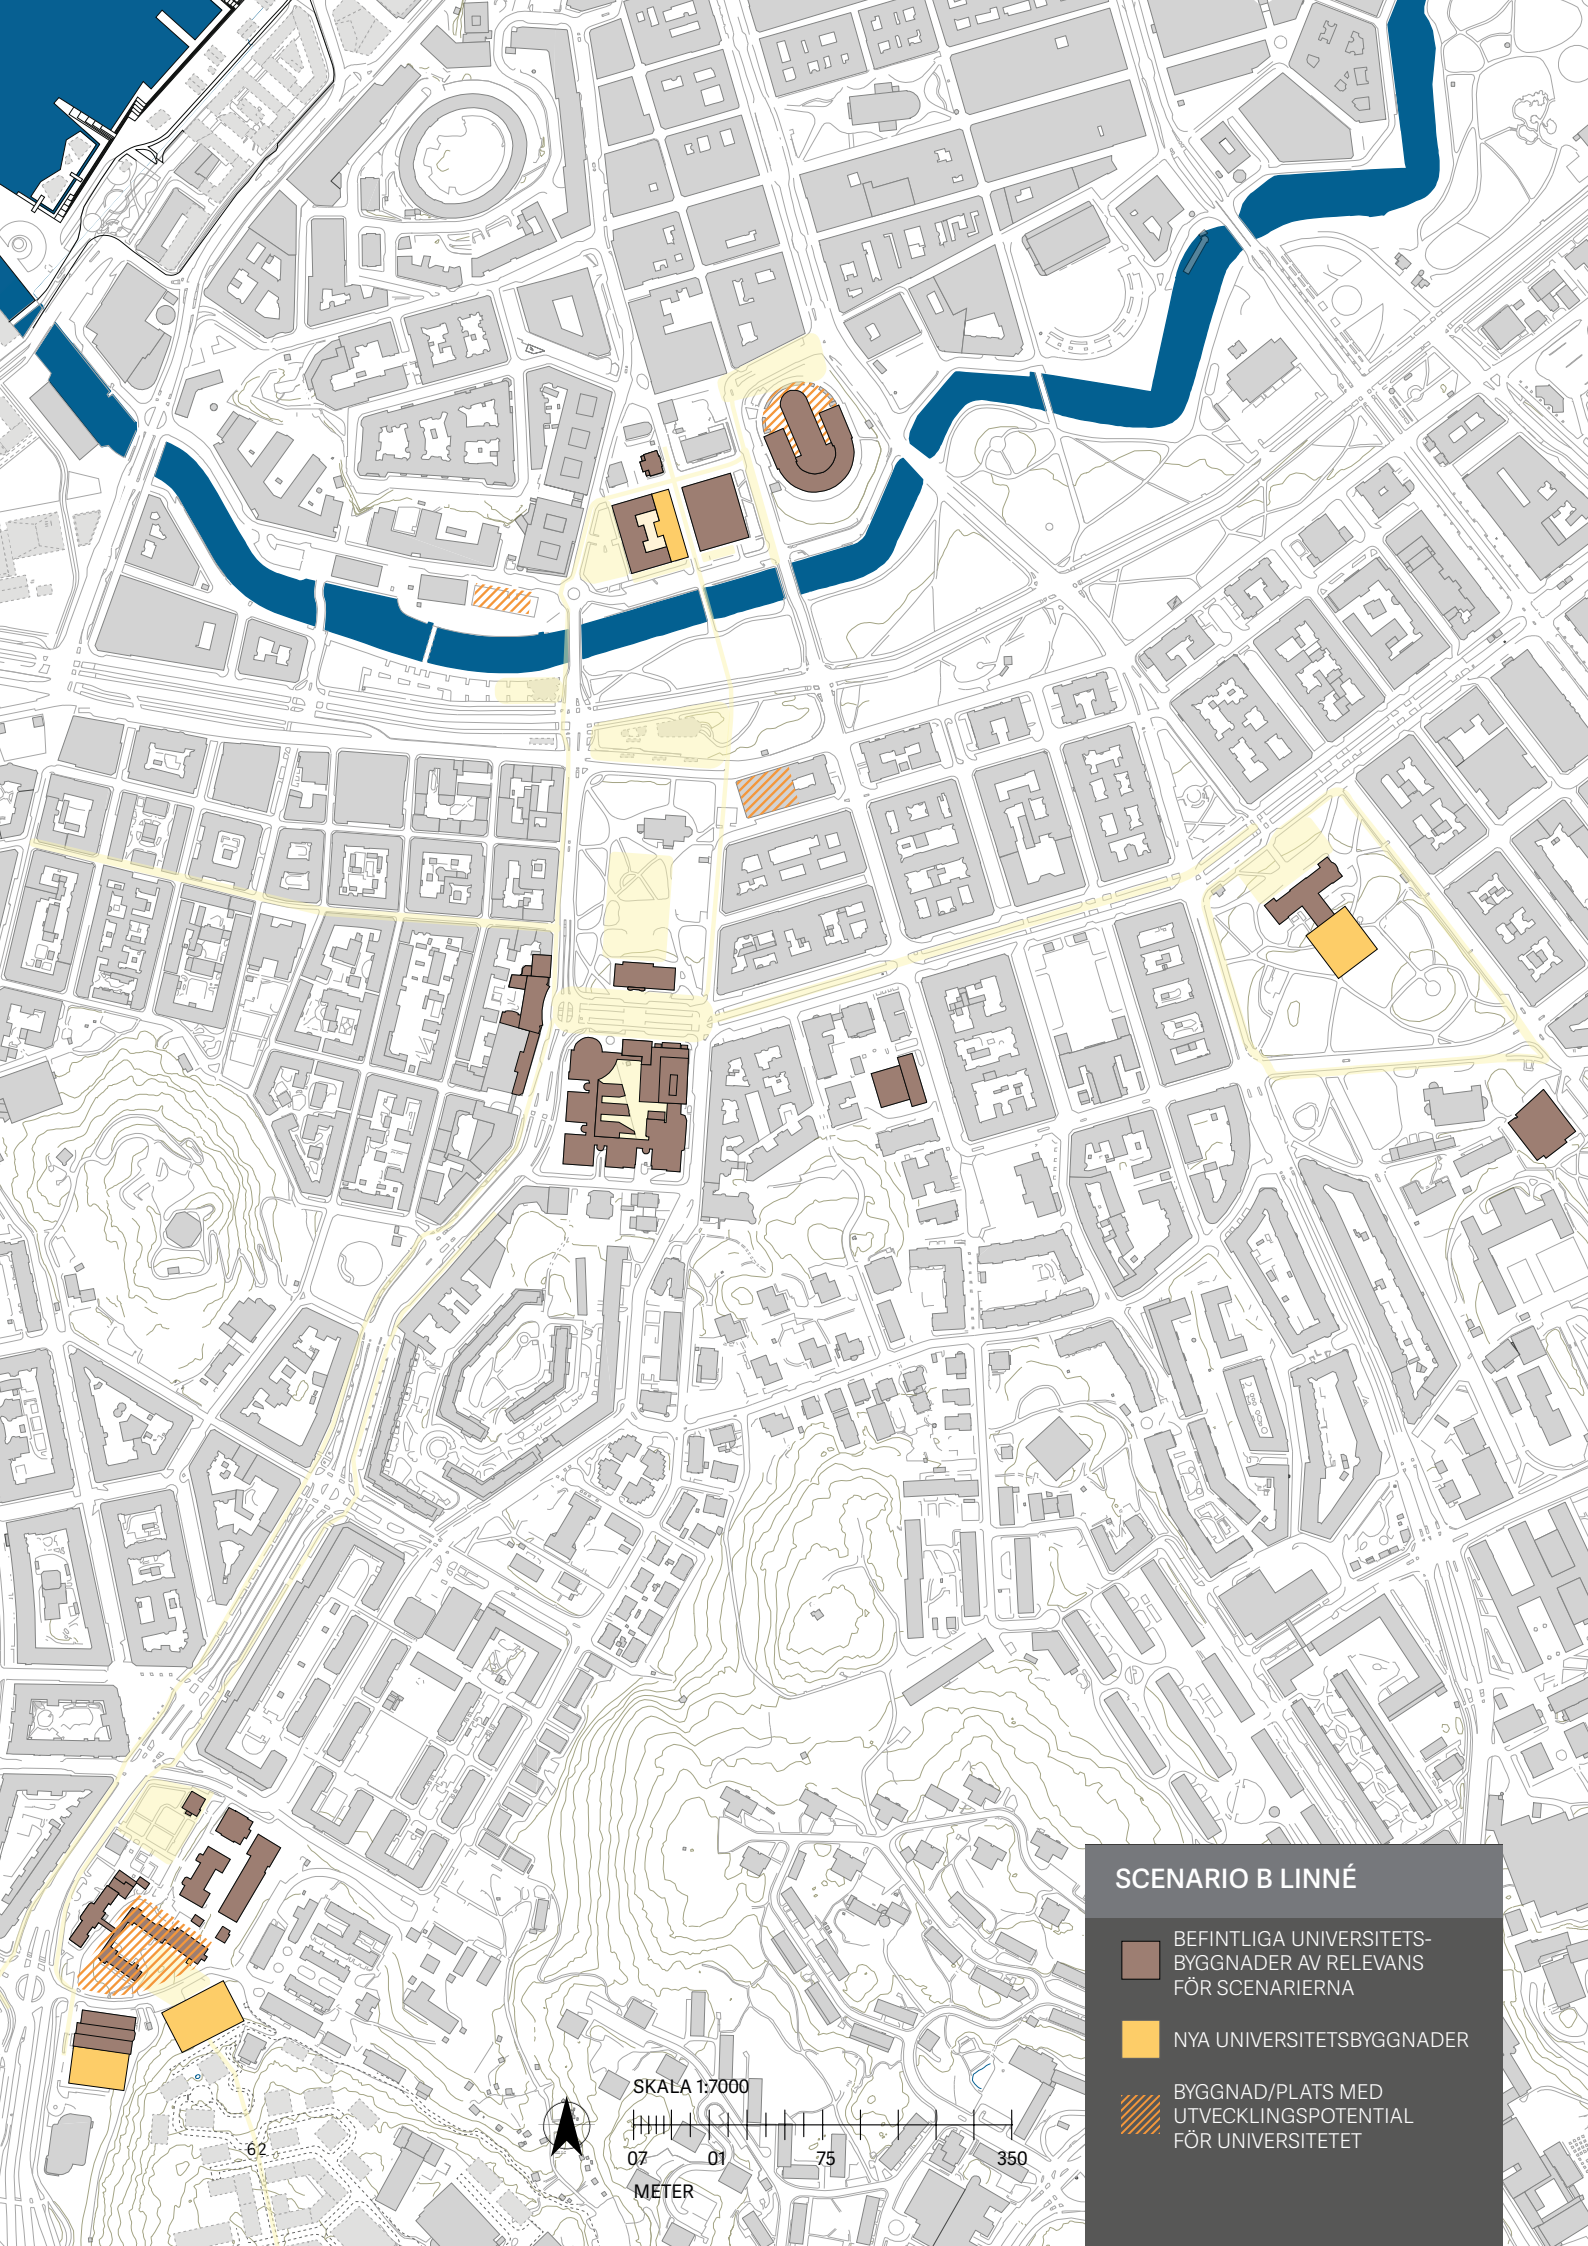 SCENARIO B LINNÉ
BEFINTLIGA UNIVERSITETS-
BYGGNADER AV RELEVANS
FÖR SCENARIERNA
NYA UNIVERSITETSBYGGNADER
BYGGNAD/PLATS MED
UTVECKLINGSPOTENTIAL
FÖR UNIVERSITETET
SKALA 1:7000
07 01 75 350
METER
62